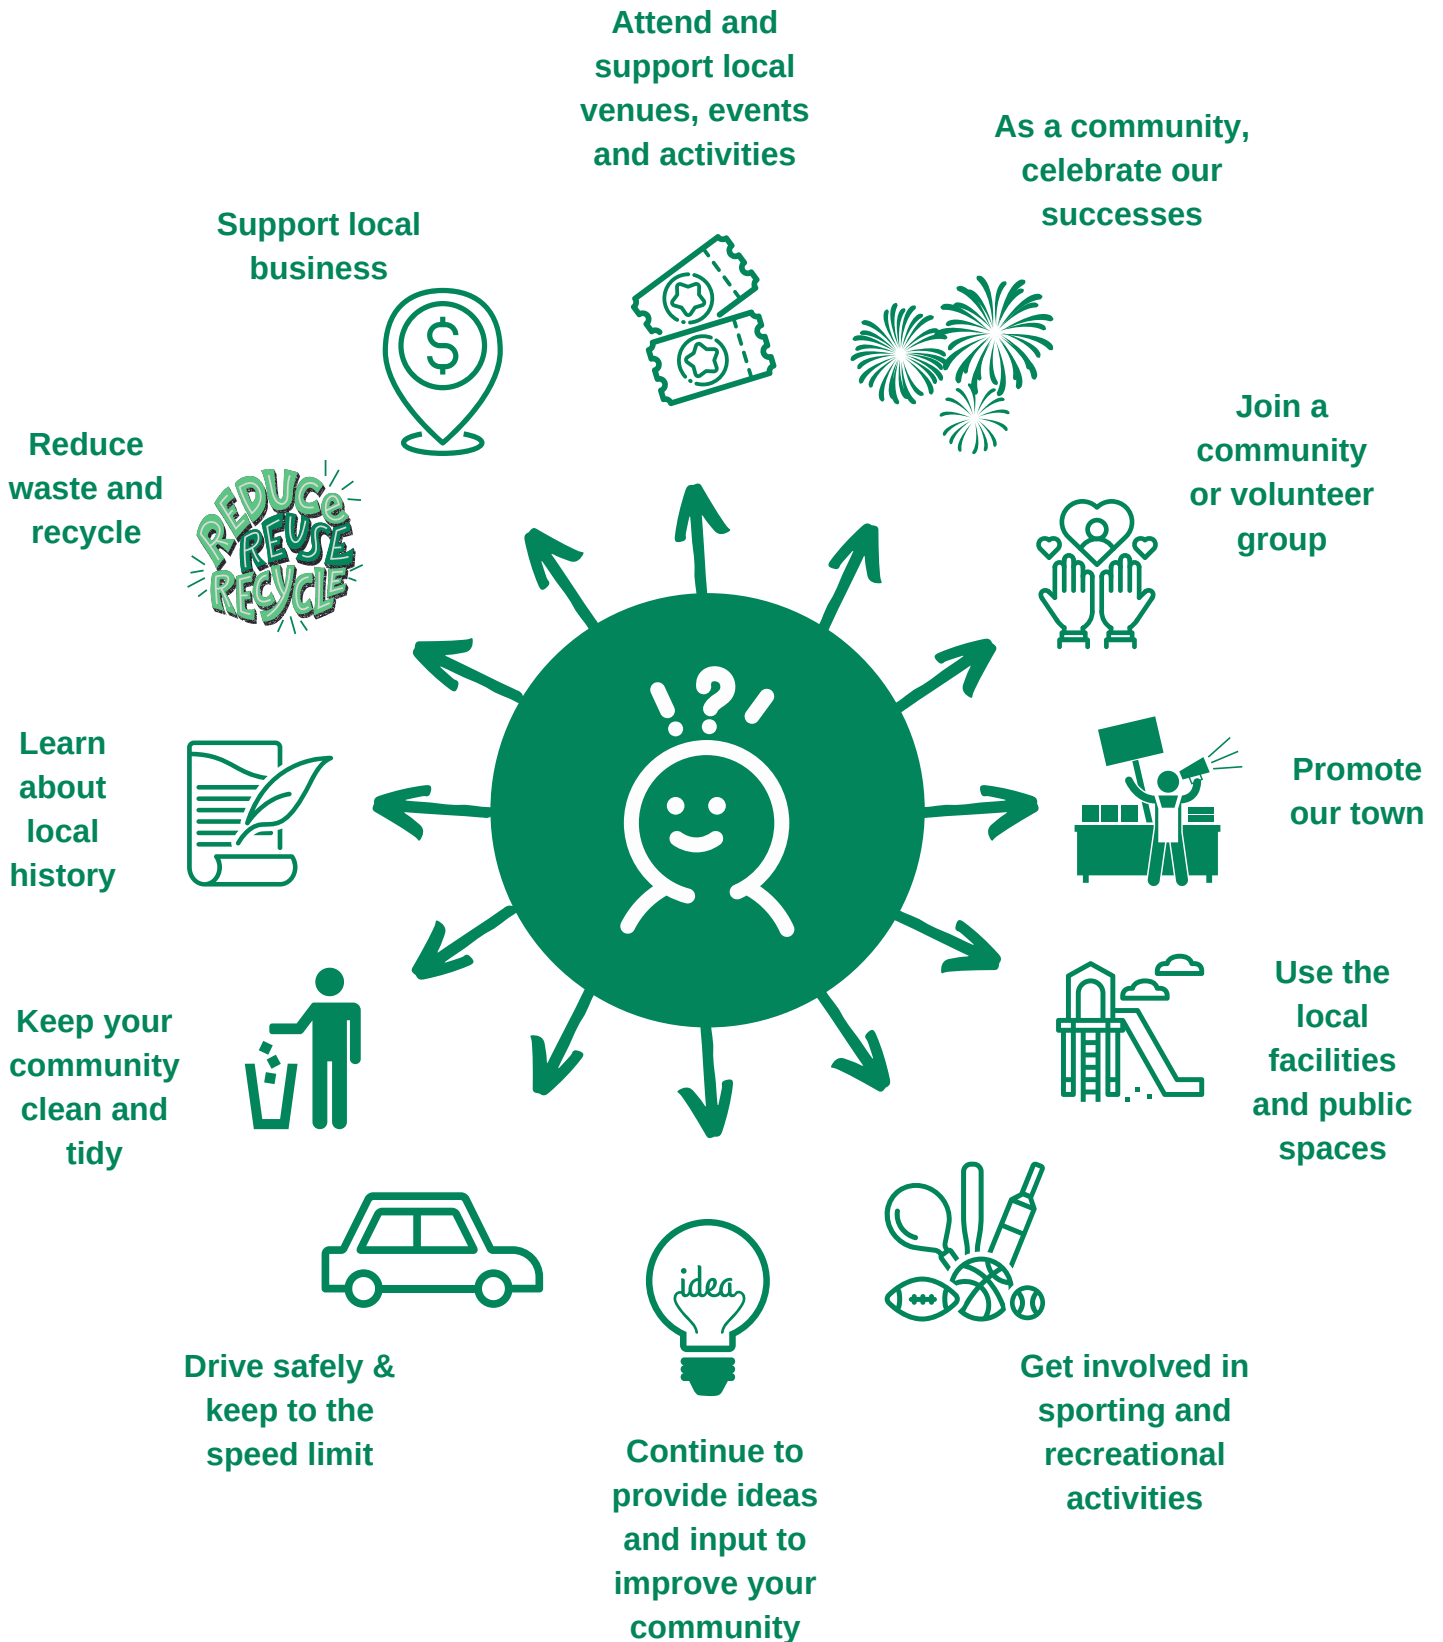 Attend and
support local
venues, events
and activities
As a community,
celebrate our
successes
Join a
community
or volunteer
group
Promote
our town
Use the
local
facilities
and public
spaces
Get involved in
sporting and
recreational
activities
idea
Continue to
provide ideas
and input to
improve your
community
Drive safely &
keep to the
speed limit
Keep your
community
clean and
tidy
Learn
about
local
history
Reduce
waste and
recycle
REDUCe
REUSE
RECYCLE
Support local
business
$
?